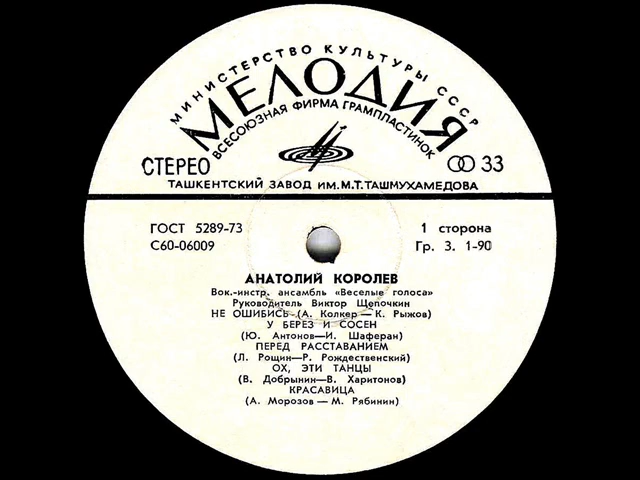 МИНИСТЕРСТВО КУЛЬТУРЫ СССР
МЕЛОДИЯ
ВСЕСОЮЗНАЯ ФИРМА ГРАМПЛАСТИНОК
СТЕРЕО
33
ТАШКЕНТСКИЙ ЗАВОД ИМ. М.Т. ТАШМУХАМЕДОВА
ГОСТ 5289-73
1 сторона
С60-06009
Гр. 3. 1-90
АНАТОЛИЙ КОРОЛЕВ
Вок.-инстр. ансамбль «Веселые голоса»
Руководитель Виктор Щепочкин
НЕ ОШИБИСЬ (А. Колкер — К. Рыжов)
У БЕРЕЗ И СОСЕН
(Ю. Антонов—И. Шаферан)
ПЕРЕД РАССТАВАНИЕМ
(Л. Рощин—Р. Рождественский)
ОХ, ЭТИ ТАНЦЫ
(В. Добрынин—В. Харитонов)
КРАСАВИЦА
(А. Морозов — М. Рябинин)